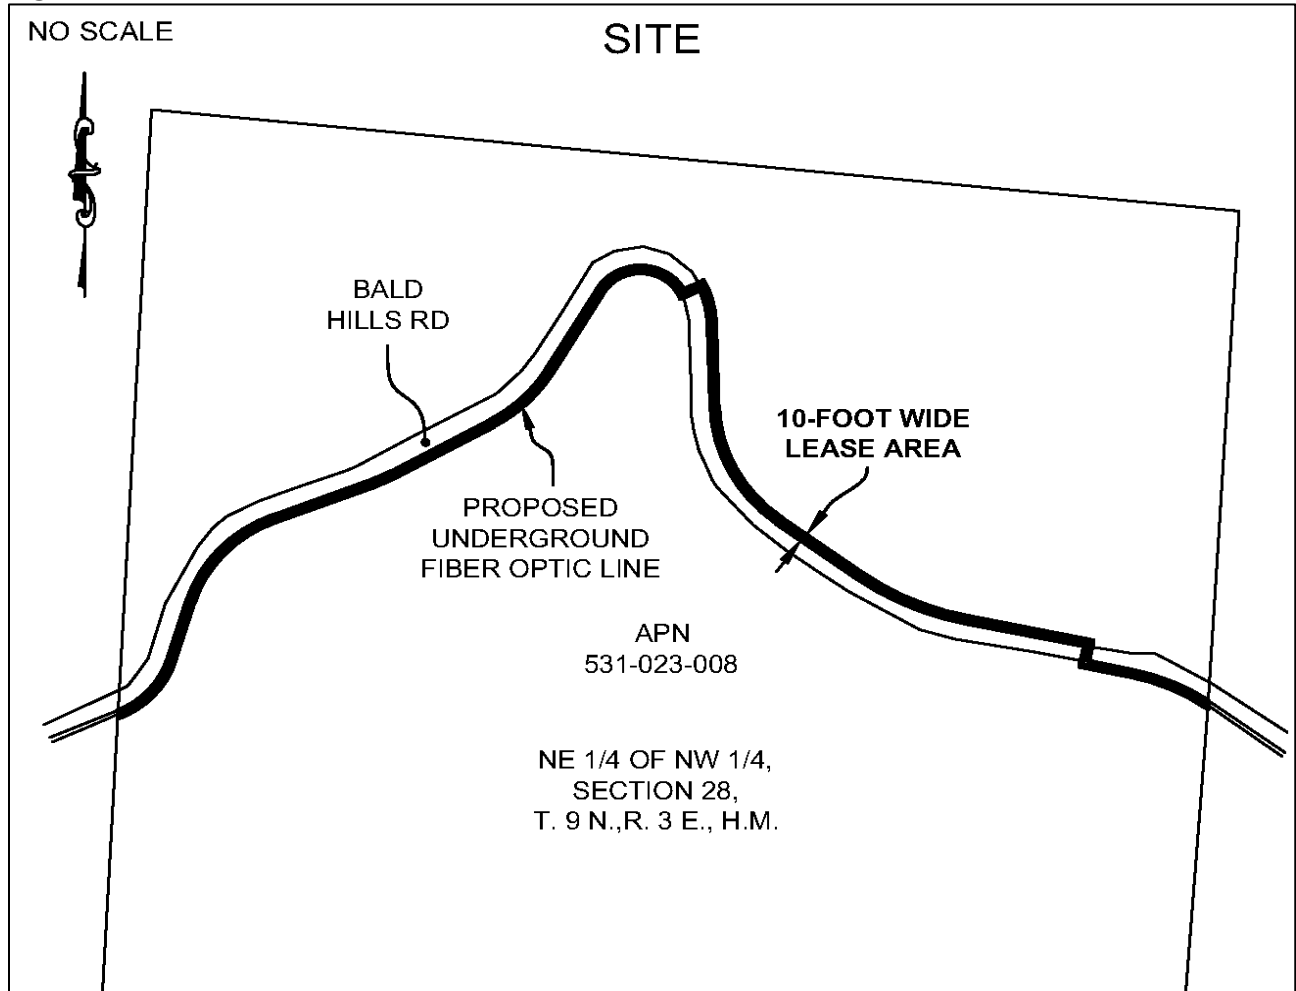 NO SCALE
SITE
BALD
HILLS RD
10-FOOT WIDE
LEASE AREA
PROPOSED
UNDERGROUND
FIBER OPTIC LINE
APN
531-023-008
NE 1/4 OF NW 1/4,
SECTION 28,
T. 9 N.,R. 3 E., H.M.